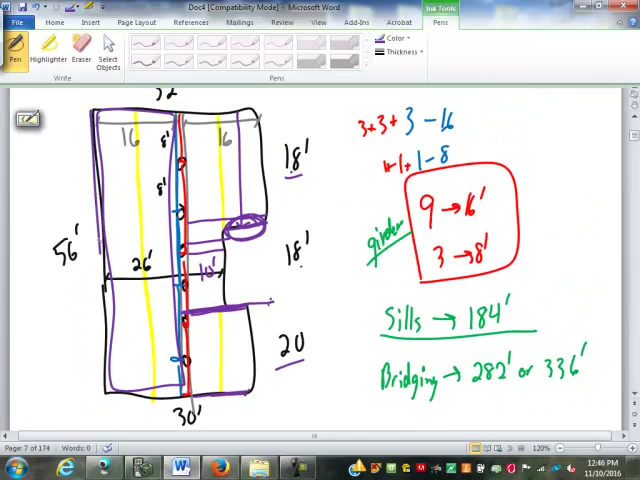 Doc4 [Compatibility Mode] - Microsoft Word
Ink Tools
File Home Insert Page Layout References Mailings Review View Add-Ins Acrobat Pens
Pen Highlighter Eraser Select Objects
Color
Thickness
Write
Pens
32
16
8'
16
18'
8'
56'
26'
10'
18'
20
30'
3+3+3-16
1+1+1-8
9→16'
3→8'
girder
Sills → 184'
Bridging → 282' or 336'
Page: 7 of 174 Words: 0 120%
12:46 PM
11/10/2016